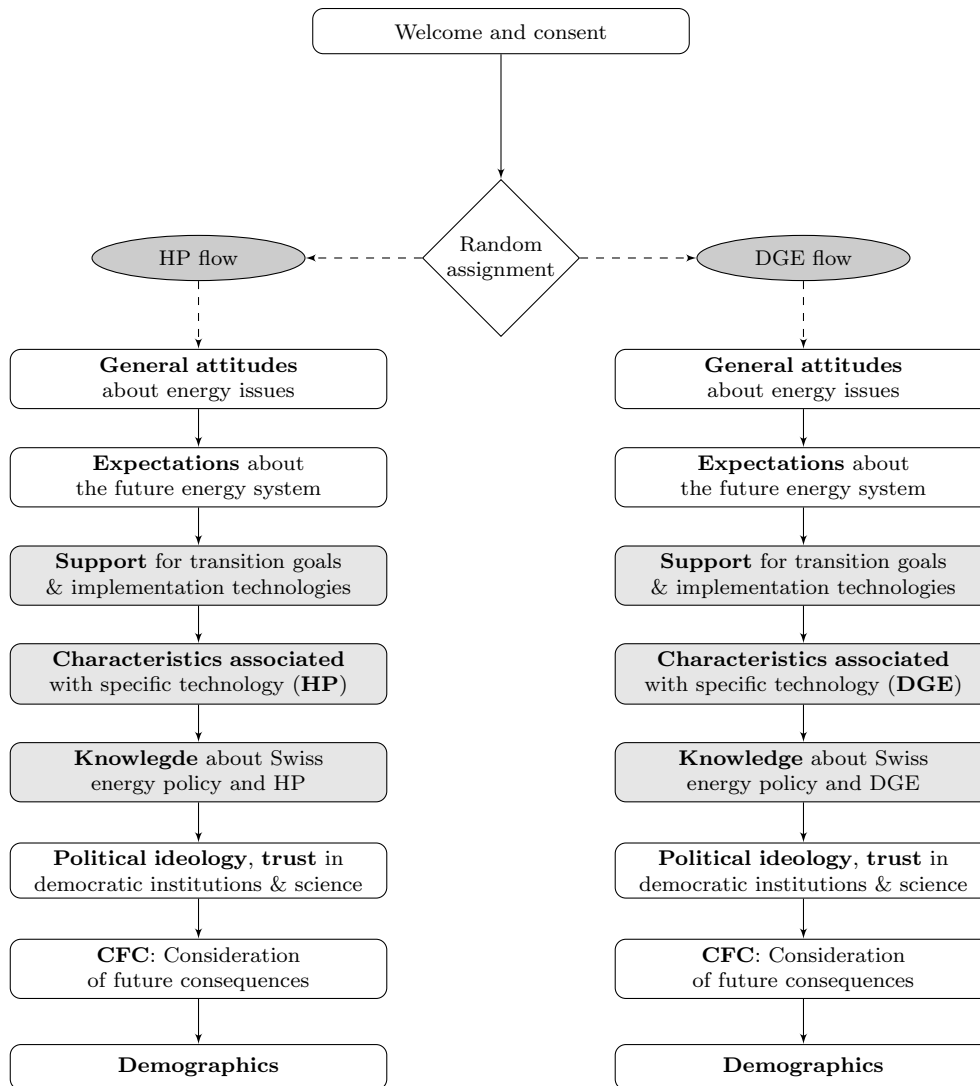 Welcome and consent
Random
assignment
HP flow
DGE flow
General attitudes
about energy issues
Expectations about
the future energy system
Support for transition goals
& implementation technologies
Characteristics associated
with specific technology (HP)
Knowlegde about Swiss
energy policy and HP
Political ideology, trust in
democratic institutions & science
CFC: Consideration
of future consequences
Demographics
General attitudes
about energy issues
Expectations about
the future energy system
Support for transition goals
& implementation technologies
Characteristics associated
with specific technology (DGE)
Knowledge about Swiss
energy policy and DGE
Political ideology, trust in
democratic institutions & science
CFC: Consideration
of future consequences
Demographics